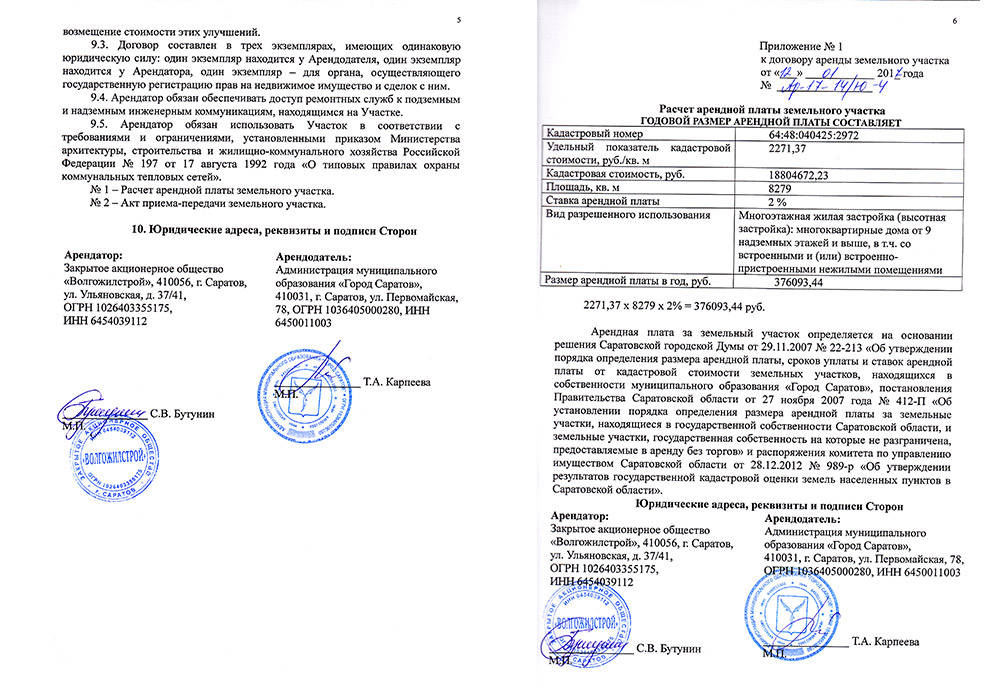 5
возмещение стоимости этих улучшений.
9.3. Договор составлен в трех экземплярах, имеющих одинаковую
юридическую силу: один экземпляр находится у Арендодателя, один экземпляр
находится у Арендатора, один экземпляр – для органа, осуществляющего
государственную регистрацию прав на недвижимое имущество и сделок с ним.
9.4. Арендатор обязан обеспечивать доступ ремонтных служб к подземным
и надземным инженерным коммуникациям, находящимся на Участке.
9.5. Арендатор обязан использовать Участок в соответствии с
требованиями и ограничениями, установленными приказом Министерства
архитектуры, строительства и жилищно-коммунального хозяйства Российской
Федерации № 197 от 17 августа 1992 года «О типовых правилах охраны
коммунальных тепловых сетей».
№ 1 – Расчет арендной платы земельного участка.
№ 2 – Акт приема-передачи земельного участка.
10. Юридические адреса, реквизиты и подписи Сторон
Арендатор:
Закрытое акционерное общество
«Волгожилстрой», 410056, г. Саратов,
ул. Ульяновская, д. 37/41,
ОГРН 1026403355175,
ИНН 6454039112
С.В. Бутунин
М.П.
ЗАКРЫТОЕ АКЦИОНЕРНОЕ ОБЩЕСТВО
ИНН 6454039112
«ВОЛГОЖИЛСТРОЙ»
ОГРН 1026403355175
г. САРАТОВ
Арендодатель:
Администрация муниципального
образования «Город Саратов»,
410031, г. Саратов, ул. Первомайская,
78, ОГРН 1036405000280, ИНН
6450011003
Т.А. Карпеева
М.П.
6
Приложение № 1
к договору аренды земельного участка
от «12» 01 2017 года
№ Ар-17-14/Ю-4
Расчет арендной платы земельного участка
ГОДОВОЙ РАЗМЕР АРЕНДНОЙ ПЛАТЫ СОСТАВЛЯЕТ
Кадастровый номер 64:48:040425:2972
Удельный показатель кадастровой 2271,37
стоимости, руб./кв. м
Кадастровая стоимость, руб. 18804672,23
Площадь, кв. м 8279
Ставка арендной платы 2 %
Вид разрешенного использования Многоэтажная жилая застройка (высотная
застройка): многоквартирные дома от 9
надземных этажей и выше, в т.ч. со
встроенными и (или) встроенно-
пристроенными нежилыми помещениями
Размер арендной платы в год, руб. 376093,44
2271,37 х 8279 х 2% = 376093,44 руб.
Арендная плата за земельный участок определяется на основании
решения Саратовской городской Думы от 29.11.2007 № 22-213 «Об утверждении
порядка определения размера арендной платы, сроков уплаты и ставок арендной
платы от кадастровой стоимости земельных участков, находящихся в
собственности муниципального образования «Город Саратов», постановления
Правительства Саратовской области от 27 ноября 2007 года № 412-П «Об
установлении порядка определения размера арендной платы за земельные
участки, находящиеся в государственной собственности Саратовской области, и
земельные участки, государственная собственность на которые не разграничена,
предоставляемые в аренду без торгов» и распоряжения комитета по управлению
имуществом Саратовской области от 28.12.2012 № 989-р «Об утверждении
результатов государственной кадастровой оценки земель населенных пунктов в
Саратовской области».
Юридические адреса, реквизиты и подписи Сторон
Арендатор:
Закрытое акционерное общество
«Волгожилстрой», 410056, г. Саратов,
ул. Ульяновская, д. 37/41,
ОГРН 1026403355175,
ИНН 6454039112
АКЦИОНЕРНОЕ ОБЩЕСТВО
ИНН 6454039112
«ВОЛГОЖИЛСТРОЙ»
г. САРАТОВ
С.В. Бутунин
М.П.
Арендодатель:
Администрация муниципального
образования «Город Саратов»,
410031, г. Саратов, ул. Первомайская, 78,
ОГРН 1036405000280, ИНН 6450011003
Т.А. Карпеева
М.П.